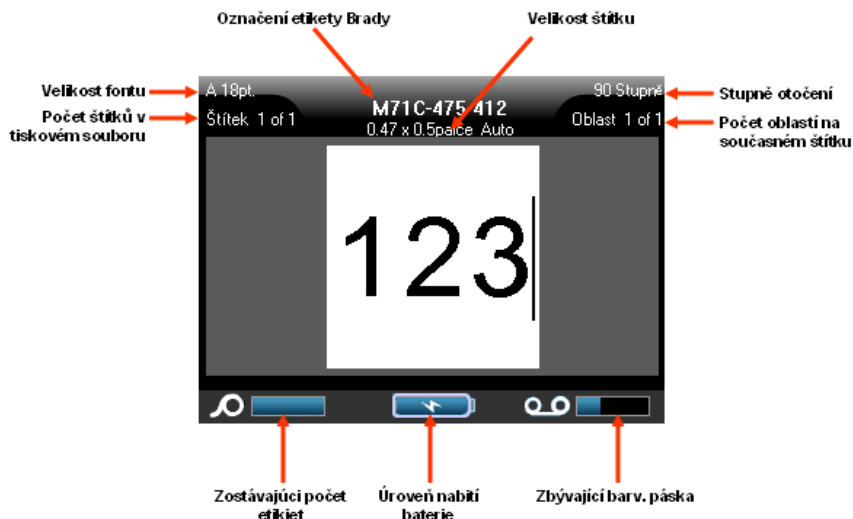 Označení etikety Brady
Velikost štítku
Velikost fontu
A 18pt.
90 Stupně
Stupně otočení
M71C-475-412
Počet štítků v
tiskovém souboru
Štítek 1 of 1
0.47 x 0.5palce Auto
Oblast 1 of 1
Počet oblastí na
současném štítku
123
Zostávajúci počet
etikiet
Úroveň nabití
baterie
Zbývající barv. páska